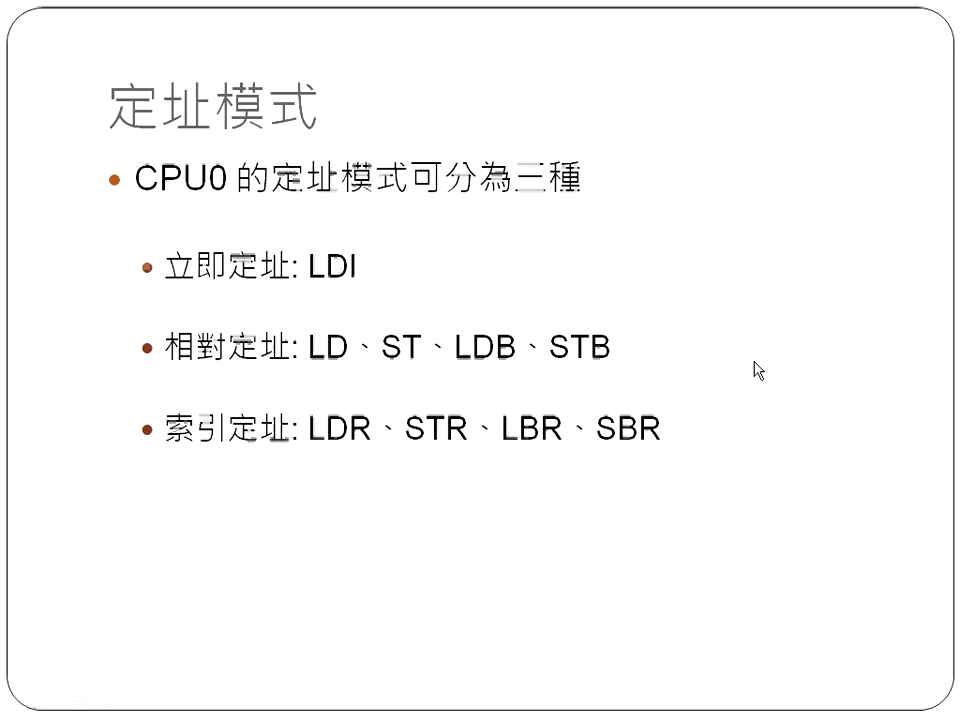 定址模式
CPU0 的定址模式可分為三種
立即定址: LDI
相對定址: LD、ST、LDB、STB
索引定址: LDR、STR、LBR、SBR